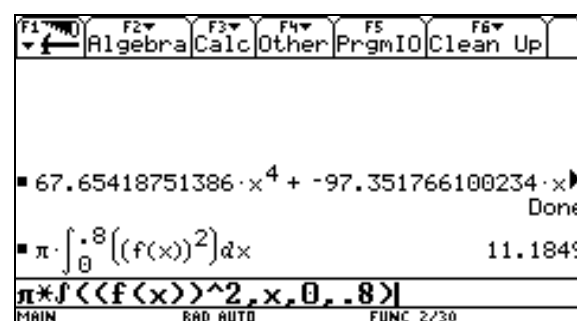 F1 F2 F3 F4 F5 F6
Algebra Calc Other PrgmIO Clean Up
▪ 67.65418751386·x⁴ + -97.351766100234·x▶
Done
▪ π·∫₀^.8((f(x))²)dx 11.1849
π*∫((f(x))^2,x,0,.8)
MAIN RAD AUTO FUNC 2/30